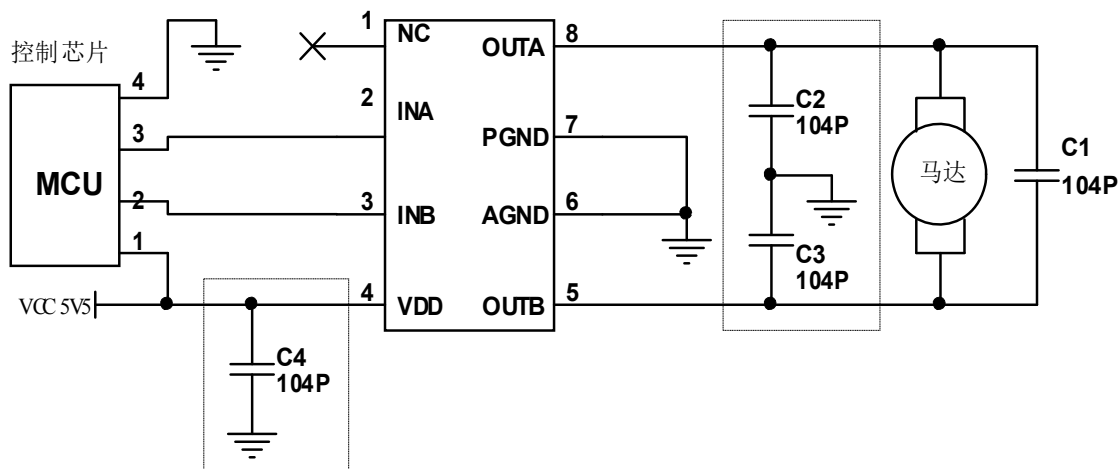 控制芯片
MCU
4
3
2
1
VCC 5V5
1
2
3
4
NC
INA
INB
VDD
OUTA
PGND
AGND
OUTB
8
7
6
5
C4
104P
C2
104P
C3
104P
马达
C1
104P